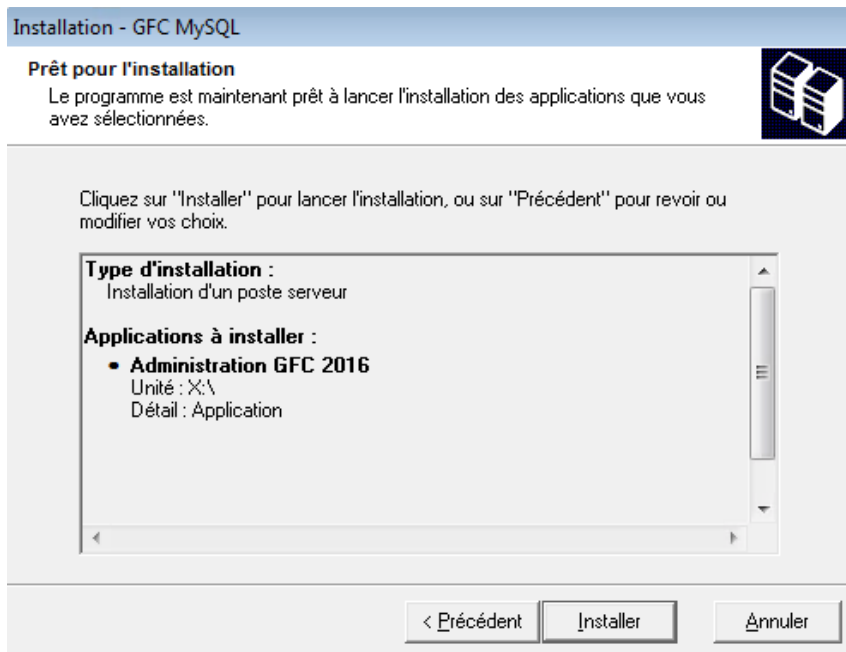 Installation - GFC MySQL
Prêt pour l'installation
Le programme est maintenant prêt à lancer l'installation des applications que vous
avez sélectionnées.
Cliquez sur "Installer" pour lancer l'installation, ou sur "Précédent" pour revoir ou
modifier vos choix.
Type d'installation :
Installation d'un poste serveur
Applications à installer :
• Administration GFC 2016
Unité : X:\
Détail : Application
< Précédent
Installer
Annuler